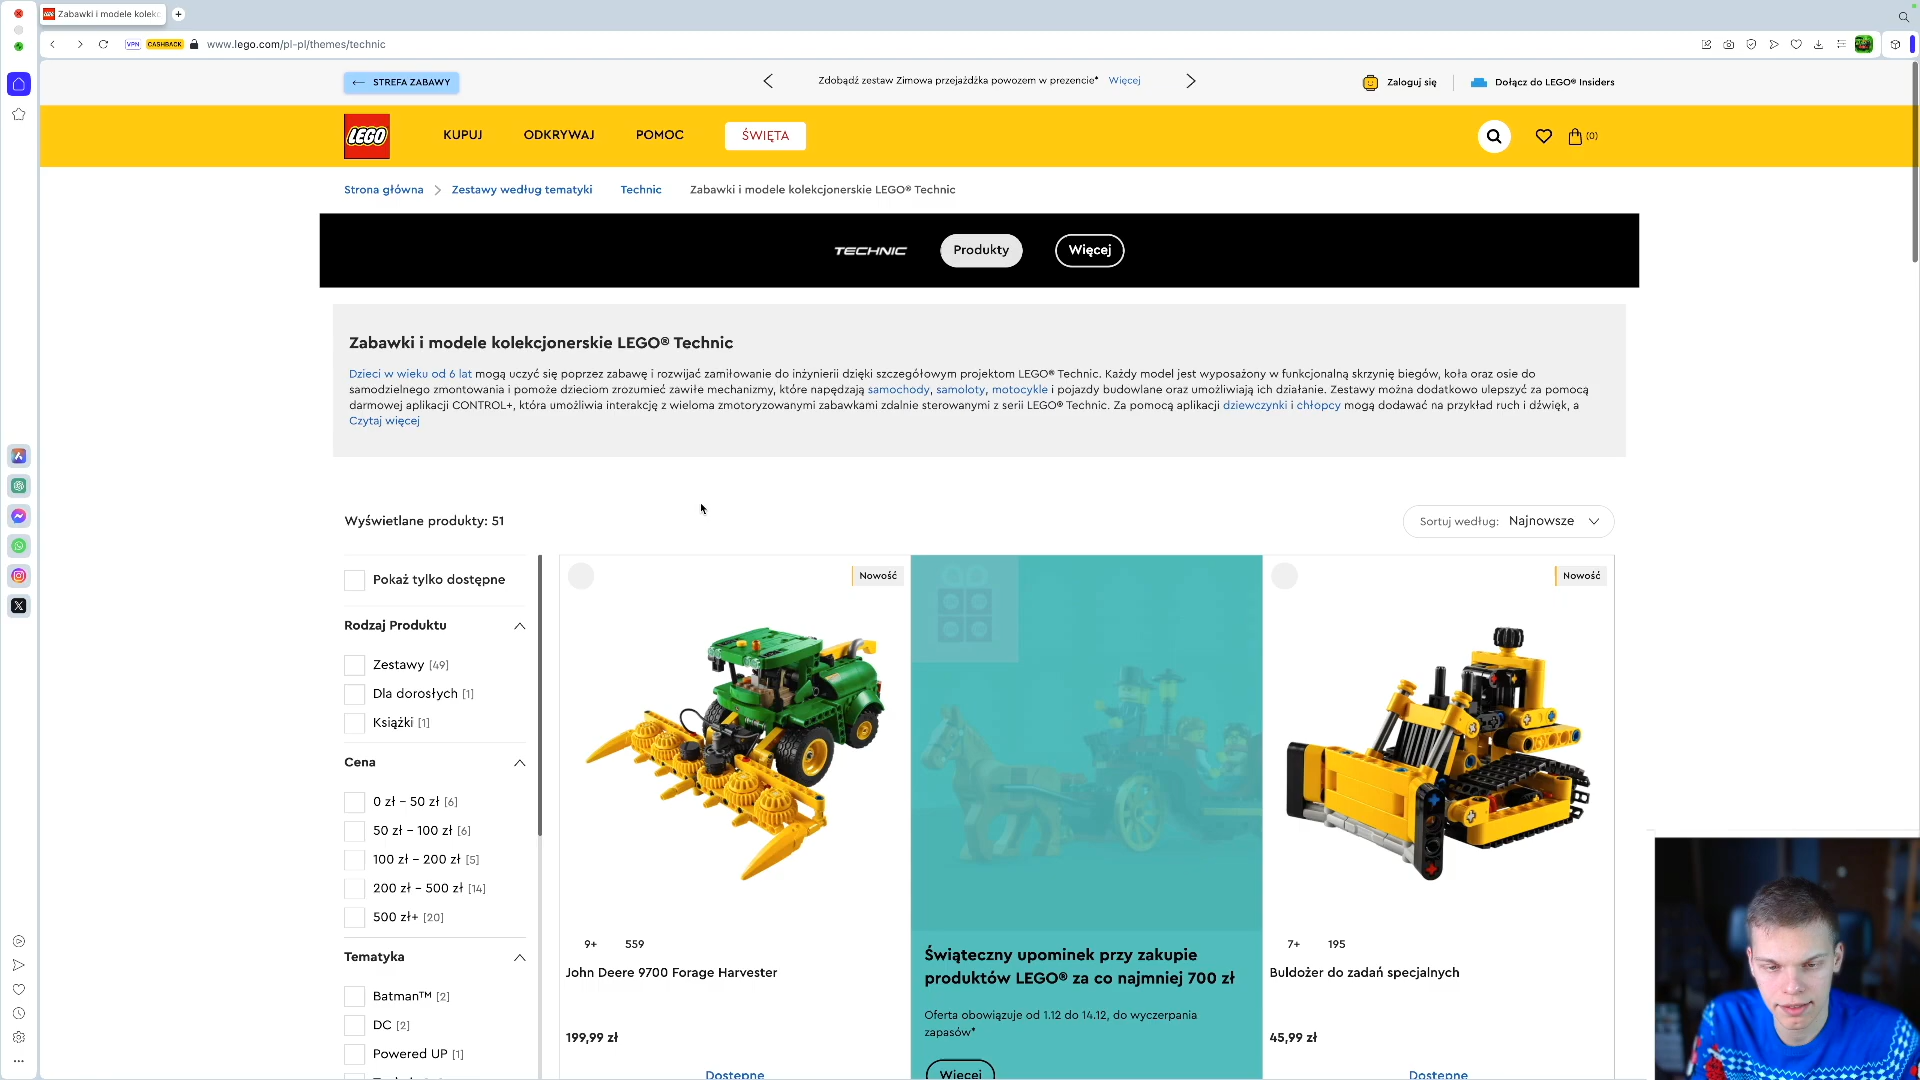 Zabawki i modele kolekc
VPN CASHBACK www.lego.com/pl-pl/themes/technic
STREFA ZABAWY
Zdobądź zestaw Zimowa przejażdżka powozem w prezencie* Więcej
Zaloguj się
Dołącz do LEGO® Insiders
LEGO
KUPUJ
ODKRYWAJ
POMOC
ŚWIĘTA
(0)
Strona główna
Zestawy według tematyki
Technic
Zabawki i modele kolekcjonerskie LEGO® Technic
TECHNIC
Produkty
Więcej
Zabawki i modele kolekcjonerskie LEGO® Technic
Dzieci w wieku od 6 lat mogą uczyć się poprzez zabawę i rozwijać zamiłowanie do inżynierii dzięki szczegółowym projektom LEGO® Technic. Każdy model jest wyposażony w funkcjonalną skrzynię biegów, koła oraz osie do
samodzielnego zmontowania i pomoże dzieciom zrozumieć zawiłe mechanizmy, które napędzają samochody, samoloty, motocykle i pojazdy budowlane oraz umożliwiają ich działanie. Zestawy można dodatkowo ulepszyć za pomocą
darmowej aplikacji CONTROL+, która umożliwia interakcję z wieloma zmotoryzowanymi zabawkami zdalnie sterowanymi z serii LEGO® Technic. Za pomocą aplikacji dziewczynki i chłopcy mogą dodawać na przykład ruch i dźwięk, a
Czytaj więcej
Wyświetlane produkty: 51
Sortuj według: Najnowsze
Pokaż tylko dostępne
Rodzaj Produktu
Zestawy [49]
Dla dorosłych [1]
Książki [1]
Cena
0 zł – 50 zł [6]
50 zł – 100 zł [6]
100 zł – 200 zł [5]
200 zł – 500 zł [14]
500 zł+ [20]
Tematyka
Batman™ [2]
DC [2]
Powered UP [1]
Nowość
9+ 559
John Deere 9700 Forage Harvester
199,99 zł
Dostępne
Świąteczny upominek przy zakupie
produktów LEGO® za co najmniej 700 zł
Oferta obowiązuje od 1.12 do 14.12, do wyczerpania
zapasów*
Więcej
Nowość
7+ 195
Buldożer do zadań specjalnych
45,99 zł
Dostępne